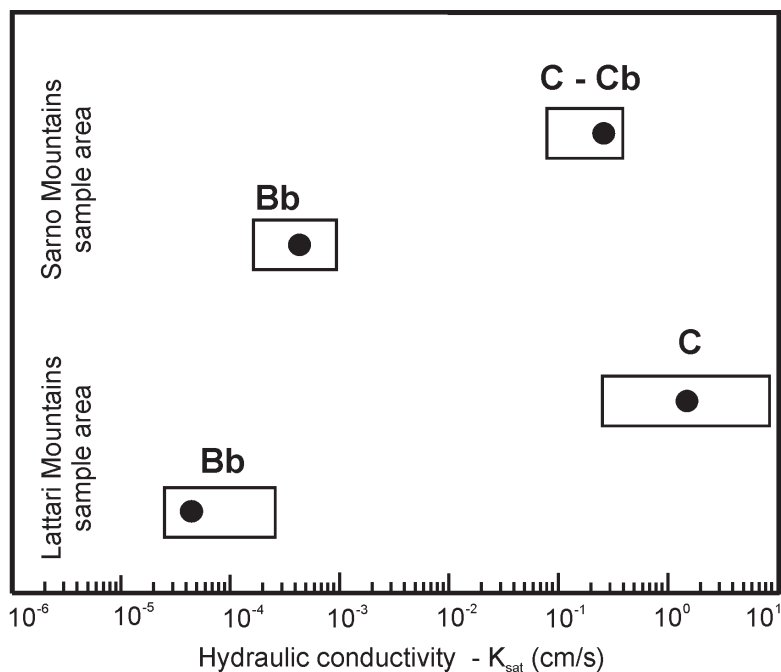 Sarno Mountains
sample area
C - Cb
Bb
Lattari Mountains
sample area
C
Bb
10⁻⁶ 10⁻⁵ 10⁻⁴ 10⁻³ 10⁻² 10⁻¹ 10⁰ 10¹
Hydraulic conductivity - Kₛₐₜ (cm/s)